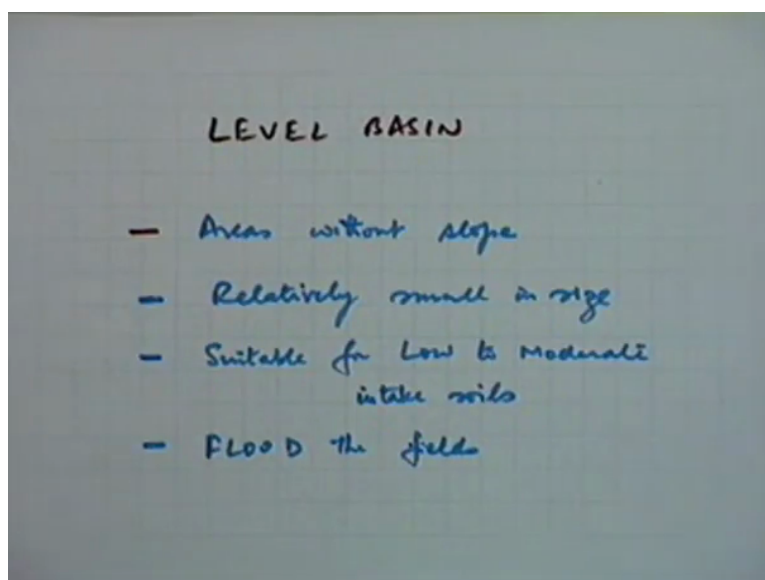 LEVEL BASIN
— Areas without slope
— Relatively small in size
— Suitable for Low to Moderate
intake soils
— FLOOD the fields